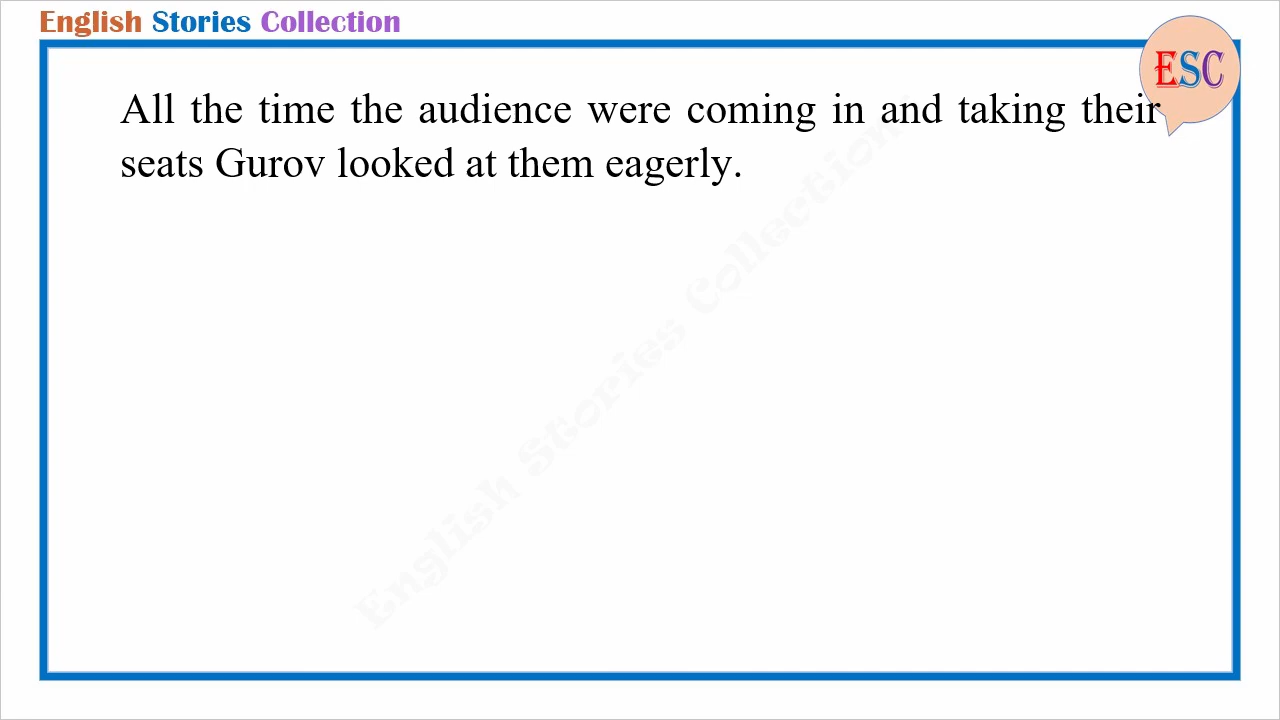 English Stories Collection
ESC
All the time the audience were coming in and taking their
seats Gurov looked at them eagerly.
English Stories Collection